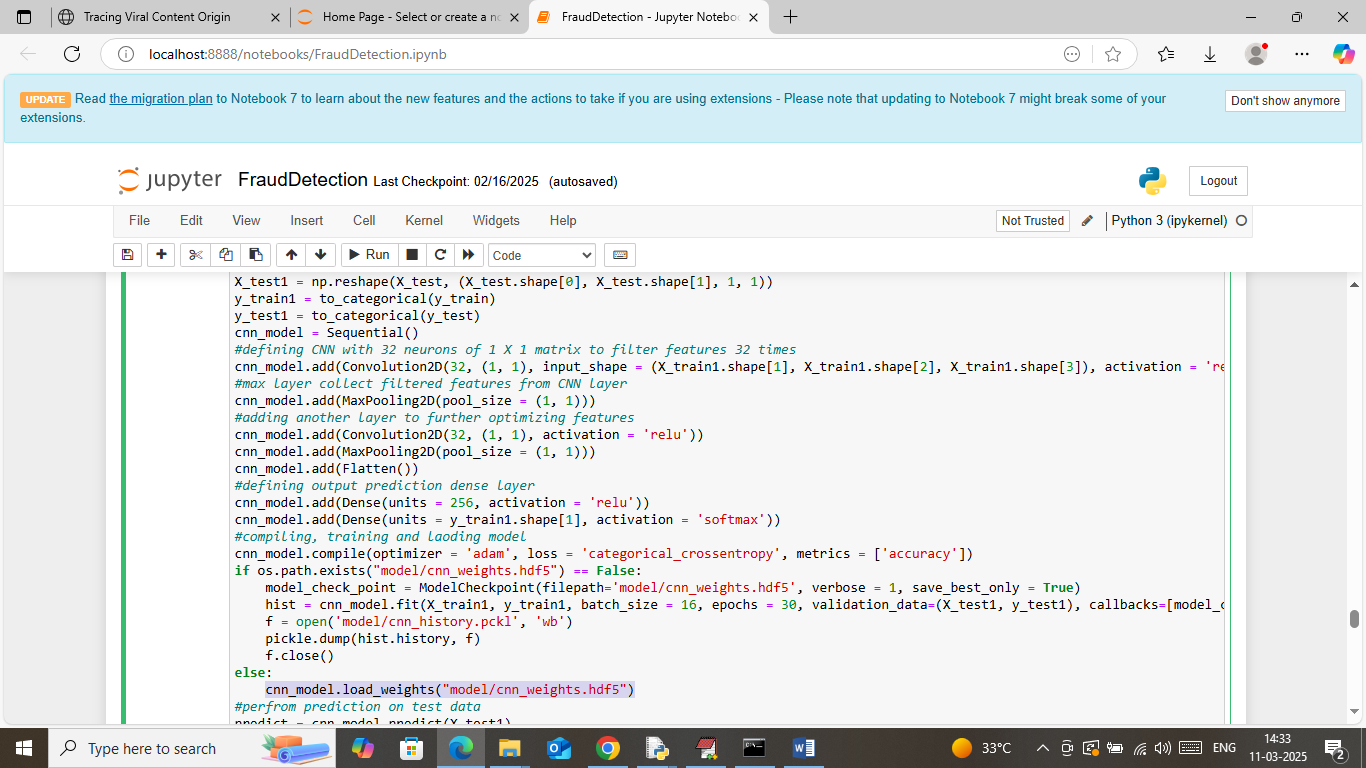 Tracing Viral Content Origin
Home Page - Select or create a no
FraudDetection - Jupyter Notebook
localhost:8888/notebooks/FraudDetection.ipynb
UPDATE Read the migration plan to Notebook 7 to learn about the new features and the actions to take if you are using extensions - Please note that updating to Notebook 7 might break some of your
extensions.
Don't show anymore
jupyter FraudDetection Last Checkpoint: 02/16/2025 (autosaved)
Logout
File Edit View Insert Cell Kernel Widgets Help
Not Trusted
Python 3 (ipykernel)
Run
Code
X_test1 = np.reshape(X_test, (X_test.shape[0], X_test.shape[1], 1, 1))
y_train1 = to_categorical(y_train)
y_test1 = to_categorical(y_test)
cnn_model = Sequential()
#defining CNN with 32 neurons of 1 X 1 matrix to filter features 32 times
cnn_model.add(Convolution2D(32, (1, 1), input_shape = (X_train1.shape[1], X_train1.shape[2], X_train1.shape[3]), activation = 're
#max layer collect filtered features from CNN layer
cnn_model.add(MaxPooling2D(pool_size = (1, 1)))
#adding another layer to further optimizing features
cnn_model.add(Convolution2D(32, (1, 1), activation = 'relu'))
cnn_model.add(MaxPooling2D(pool_size = (1, 1)))
cnn_model.add(Flatten())
#defining output prediction dense layer
cnn_model.add(Dense(units = 256, activation = 'relu'))
cnn_model.add(Dense(units = y_train1.shape[1], activation = 'softmax'))
#compiling, training and laoding model
cnn_model.compile(optimizer = 'adam', loss = 'categorical_crossentropy', metrics = ['accuracy'])
if os.path.exists("model/cnn_weights.hdf5") == False:
model_check_point = ModelCheckpoint(filepath='model/cnn_weights.hdf5', verbose = 1, save_best_only = True)
hist = cnn_model.fit(X_train1, y_train1, batch_size = 16, epochs = 30, validation_data=(X_test1, y_test1), callbacks=[model_c
f = open('model/cnn_history.pckl', 'wb')
pickle.dump(hist.history, f)
f.close()
else:
cnn_model.load_weights("model/cnn_weights.hdf5")
#perfrom prediction on test data
predict = cnn_model.predict(X_test1)
Type here to search
33°C
ENG
14:33
11-03-2025
2